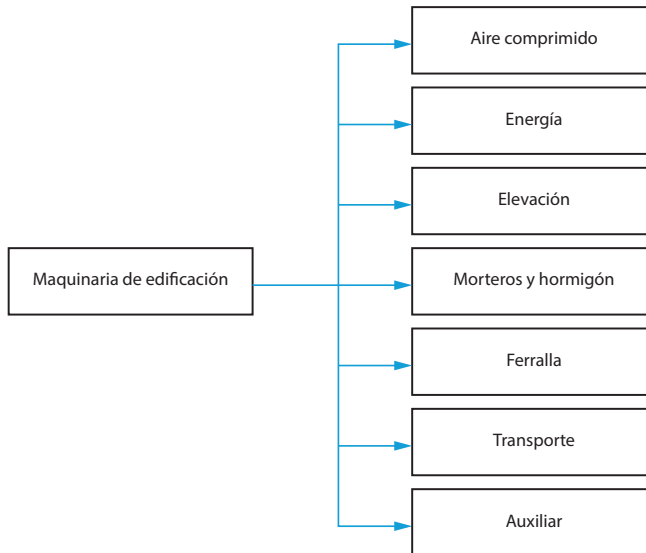 Aire comprimido
Energía
Elevación
Maquinaria de edificación
Morteros y hormigón
Ferralla
Transporte
Auxiliar